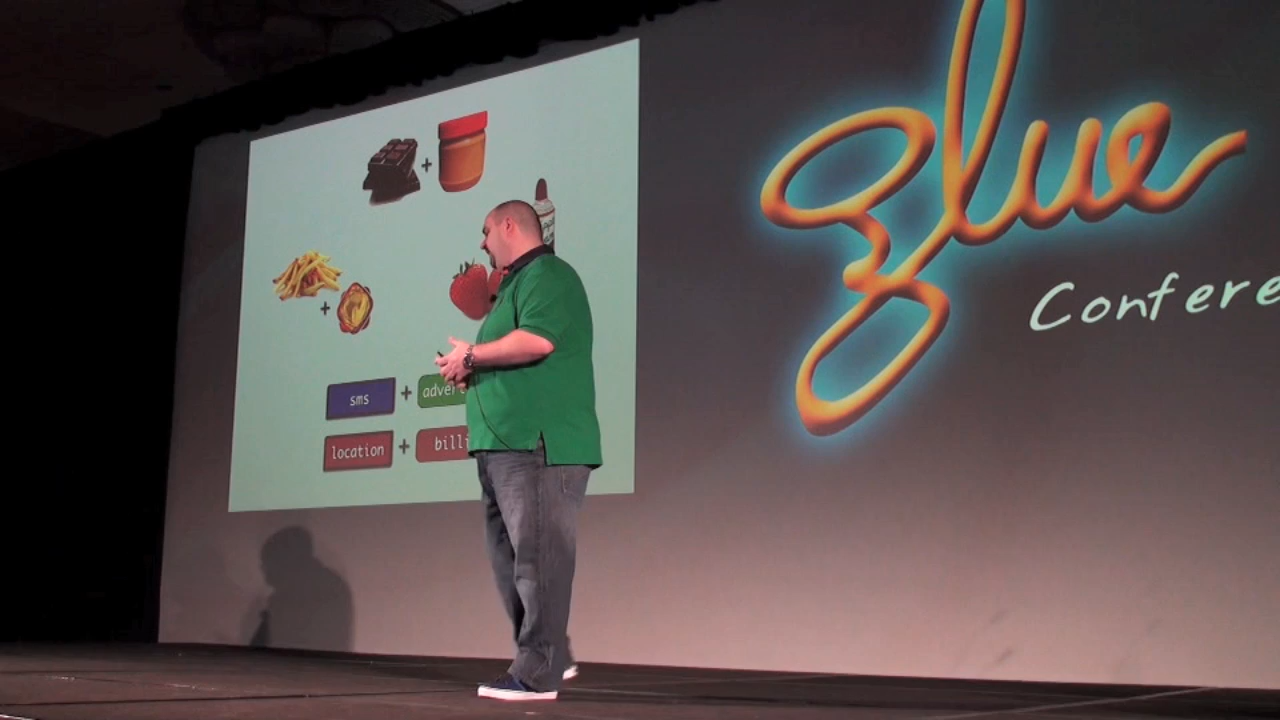 glue
Confere
sms + adver
location + billi